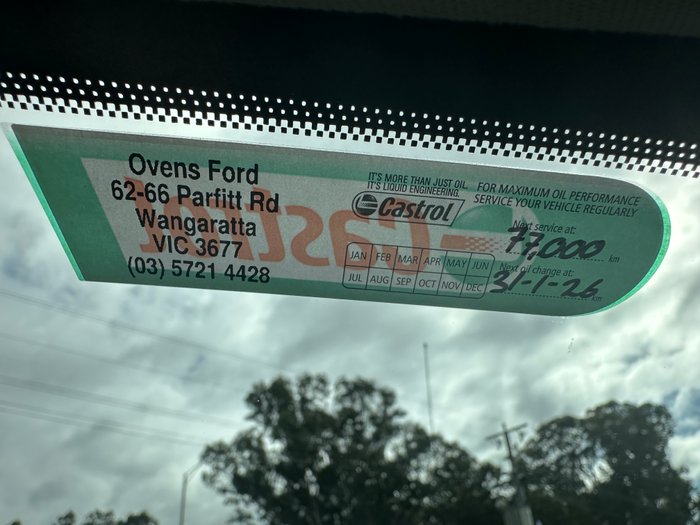 Ovens Ford
62-66 Parfitt Rd
Wangaratta
VIC 3677
(03) 5721 4428
IT'S MORE THAN JUST OIL.
IT'S LIQUID ENGINEERING.
Castrol
FOR MAXIMUM OIL PERFORMANCE
SERVICE YOUR VEHICLE REGULARLY
Next service at:
77,000 km
Next oil change at:
31-1-26 km
JAN FEB MAR APR MAY JUN
JUL AUG SEP OCT NOV DEC
Castrol